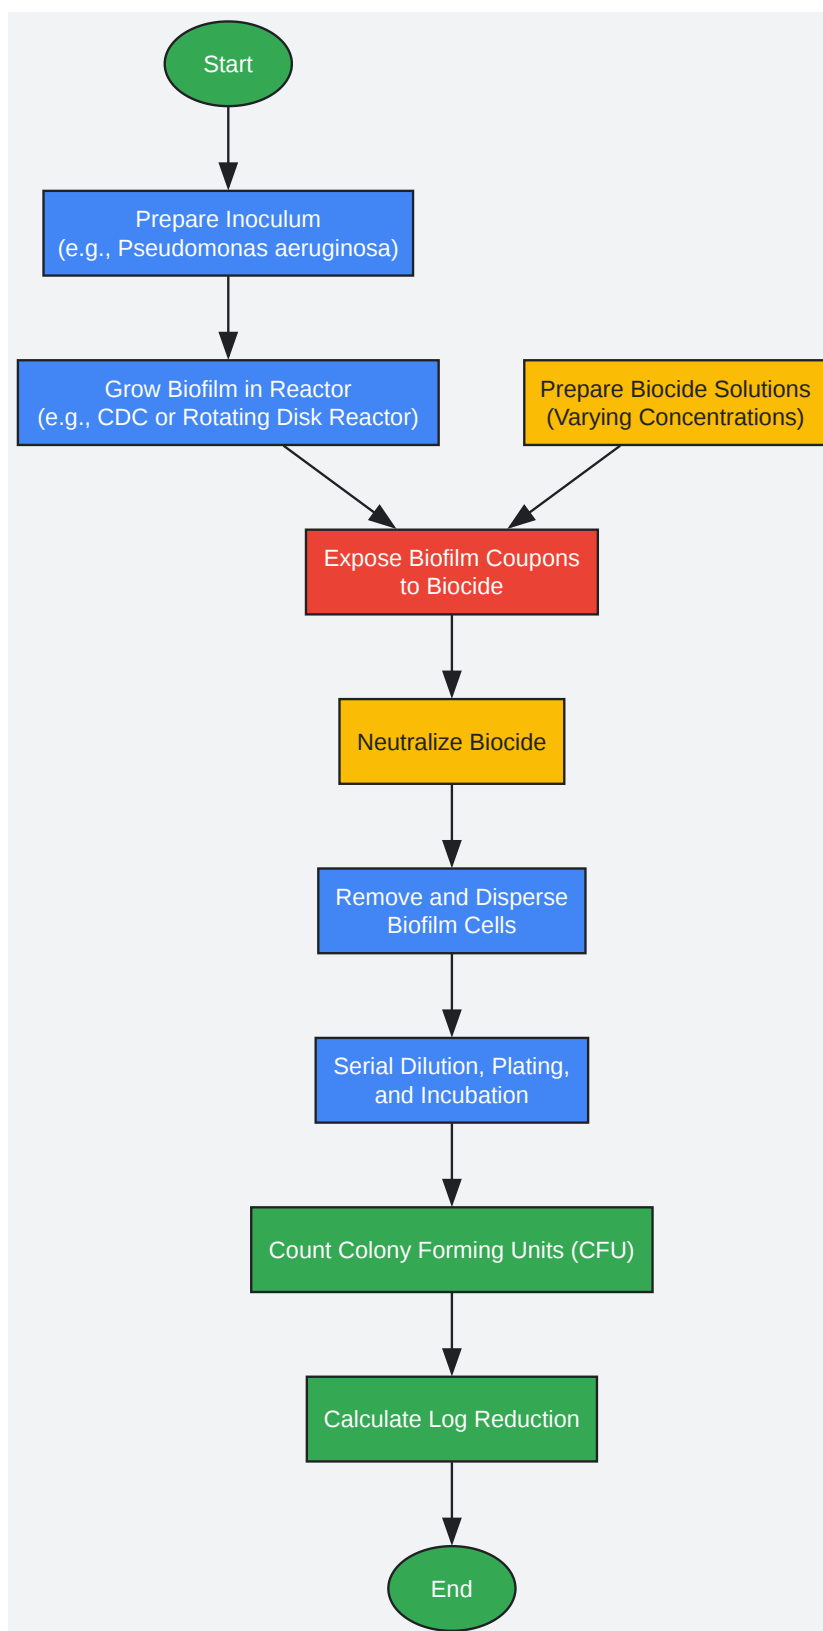 Start
Prepare Inoculum
(e.g., Pseudomonas aeruginosa)
Grow Biofilm in Reactor
(e.g., CDC or Rotating Disk Reactor)
Prepare Biocide Solutions
(Varying Concentrations)
Expose Biofilm Coupons
to Biocide
Neutralize Biocide
Remove and Disperse
Biofilm Cells
Serial Dilution, Plating,
and Incubation
Count Colony Forming Units (CFU)
Calculate Log Reduction
End